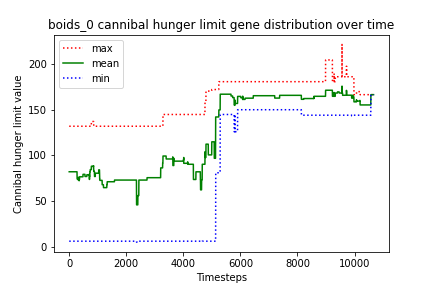 boids_0 cannibal hunger limit gene distribution over time
max
mean
min
Cannibal hunger limit value
200
150
100
50
0
0 2000 4000 6000 8000 10000
Timesteps